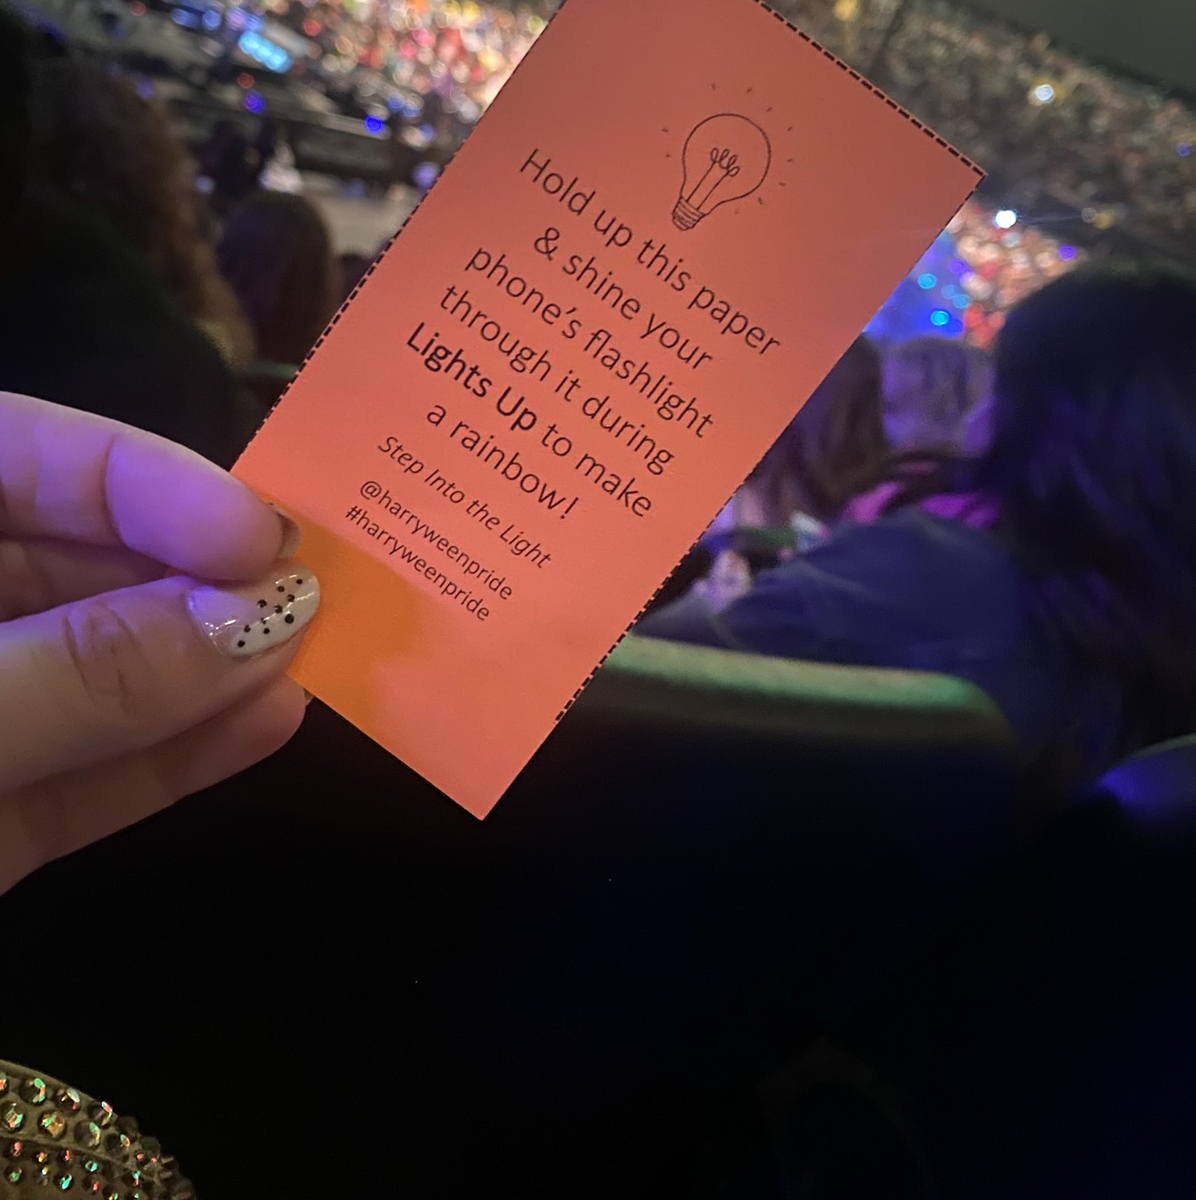 Hold up this paper
& shine your
phone's flashlight
through it during
Lights Up to make
a rainbow!
Step Into the Light
@harryweenpride
#harryweenpride